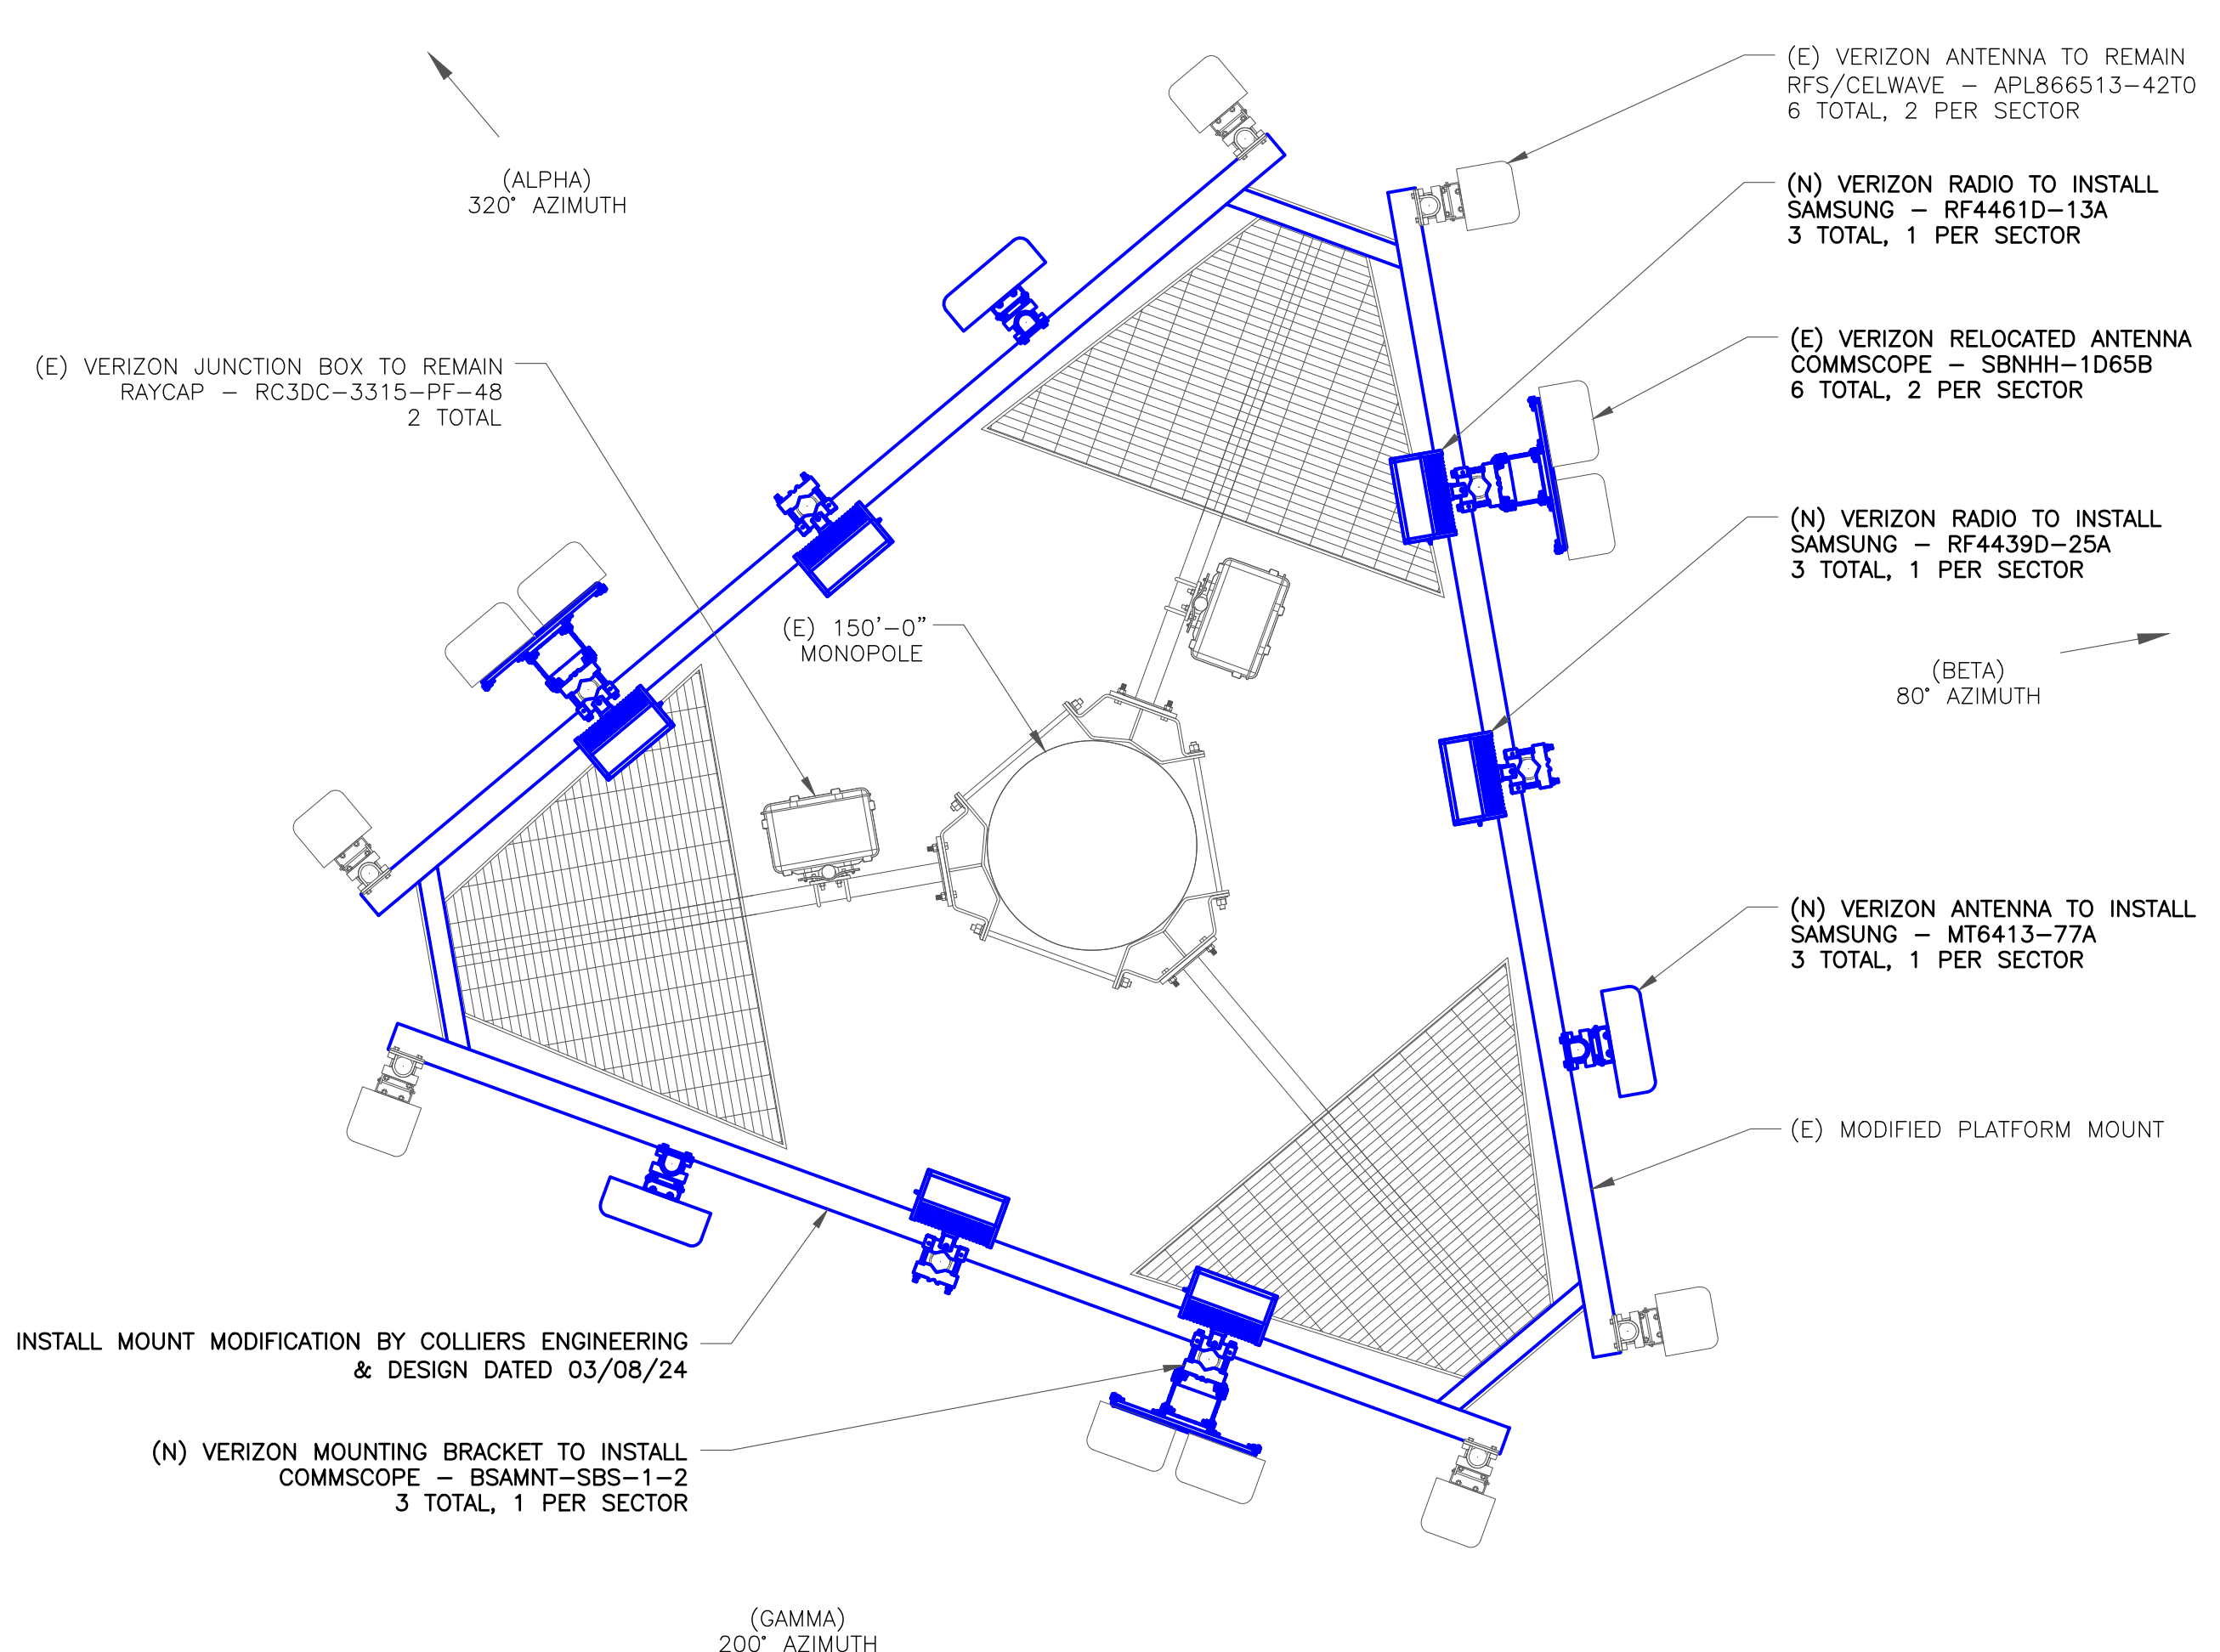 (E) VERIZON ANTENNA TO REMAIN
RFS/CELWAVE – APL866513–42T0
6 TOTAL, 2 PER SECTOR
(ALPHA)
320° AZIMUTH
(N) VERIZON RADIO TO INSTALL
SAMSUNG – RF4461D–13A
3 TOTAL, 1 PER SECTOR
(E) VERIZON RELOCATED ANTENNA
COMMSCOPE – SBNHH–1D65B
6 TOTAL, 2 PER SECTOR
(E) VERIZON JUNCTION BOX TO REMAIN
RAYCAP – RC3DC–3315–PF–48
2 TOTAL
(N) VERIZON RADIO TO INSTALL
SAMSUNG – RF4439D–25A
3 TOTAL, 1 PER SECTOR
(E) 150'–0"
MONOPOLE
(BETA)
80° AZIMUTH
(N) VERIZON ANTENNA TO INSTALL
SAMSUNG – MT6413–77A
3 TOTAL, 1 PER SECTOR
(E) MODIFIED PLATFORM MOUNT
INSTALL MOUNT MODIFICATION BY COLLIERS ENGINEERING
& DESIGN DATED 03/08/24
(N) VERIZON MOUNTING BRACKET TO INSTALL
COMMSCOPE – BSAMNT–SBS–1–2
3 TOTAL, 1 PER SECTOR
(GAMMA)
200° AZIMUTH